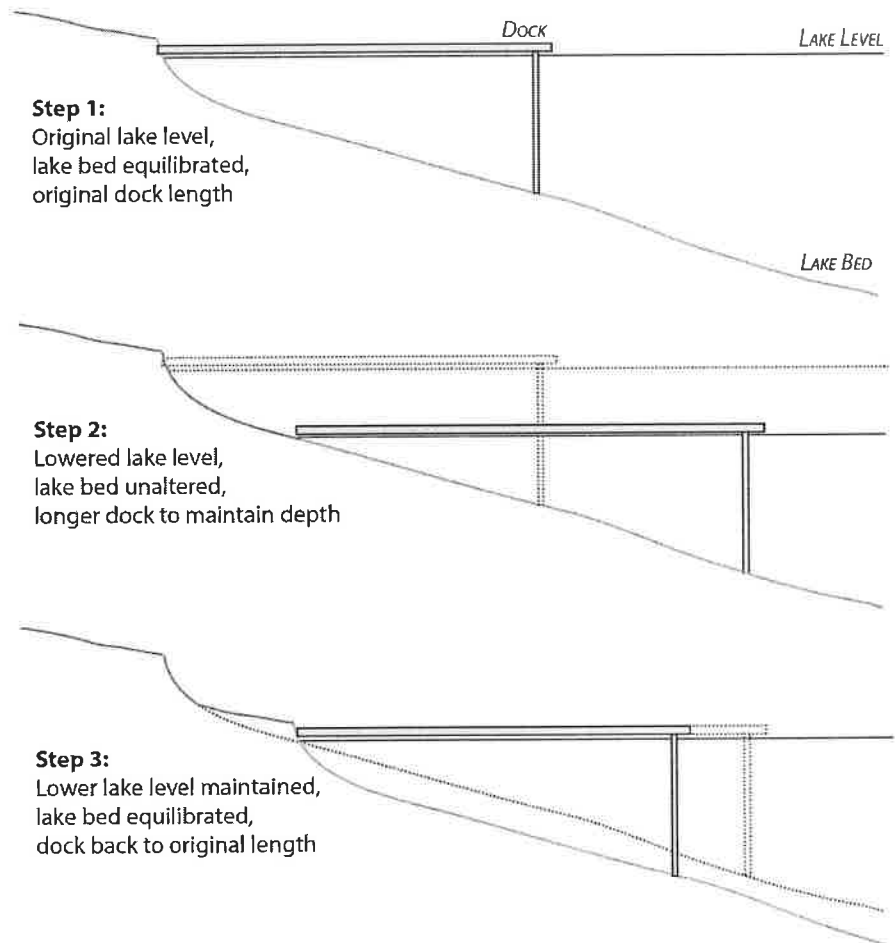 DOCK
LAKE LEVEL
Step 1:
Original lake level,
lake bed equilibrated,
original dock length
LAKE BED
Step 2:
Lowered lake level,
lake bed unaltered,
longer dock to maintain depth
Step 3:
Lower lake level maintained,
lake bed equilibrated,
dock back to original length